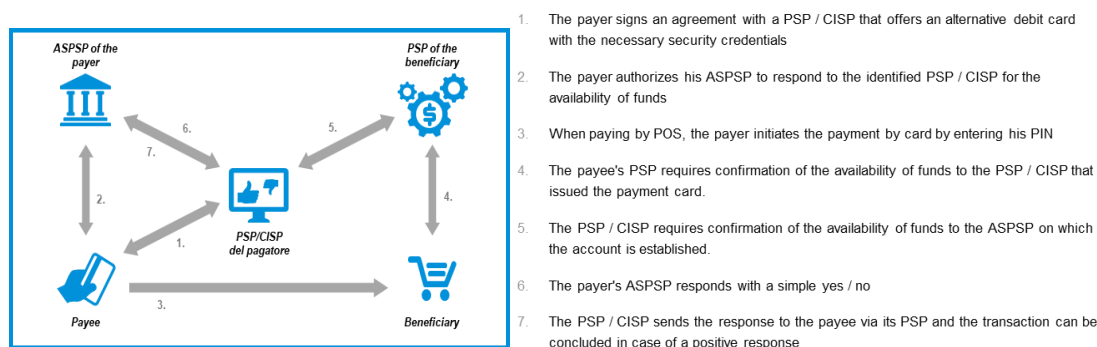 ASPSP of the
payer
PSP of the
beneficiary
6.
7.
5.
2.
4.
PSP/CISP
del pagatore
1.
3.
Payee
Beneficiary
1. The payer signs an agreement with a PSP / CISP that offers an alternative debit card
with the necessary security credentials
2. The payer authorizes his ASPSP to respond to the identified PSP / CISP for the
availability of funds
3. When paying by POS, the payer initiates the payment by card by entering his PIN
4. The payee's PSP requires confirmation of the availability of funds to the PSP / CISP that
issued the payment card.
5. The PSP / CISP requires confirmation of the availability of funds to the ASPSP on which
the account is established.
6. The payer's ASPSP responds with a simple yes / no
7. The PSP / CISP sends the response to the payee via its PSP and the transaction can be
concluded in case of a positive response